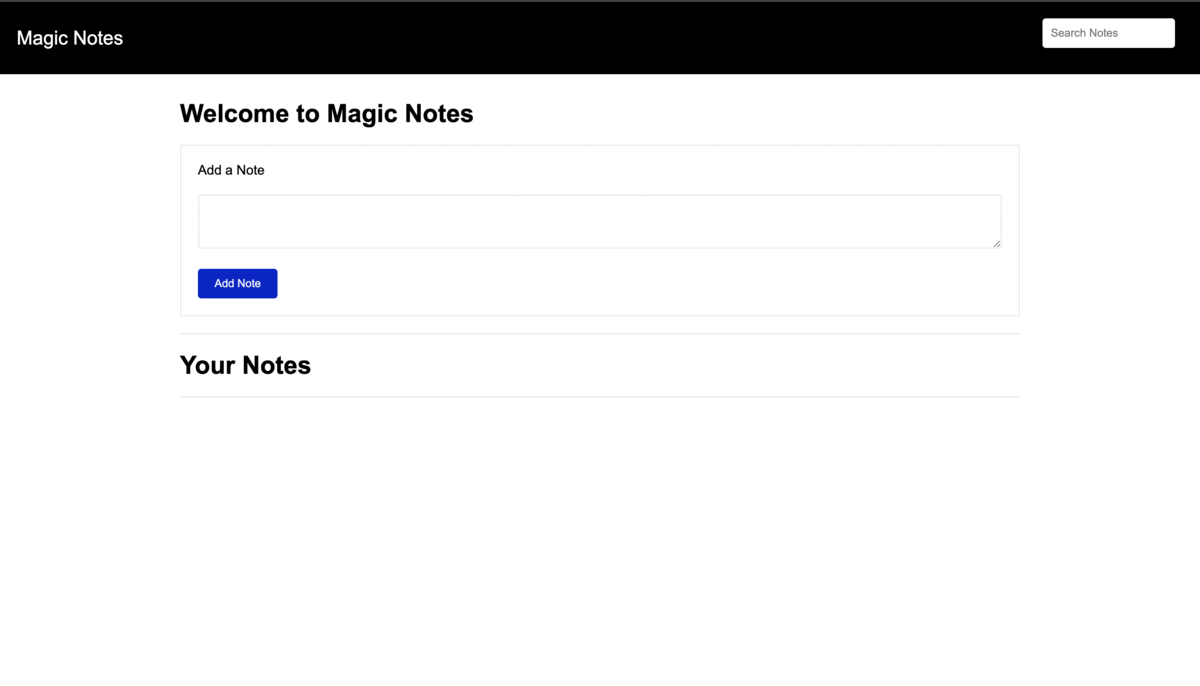 Magic Notes
Search Notes
Welcome to Magic Notes
Add a Note
Add Note
Your Notes